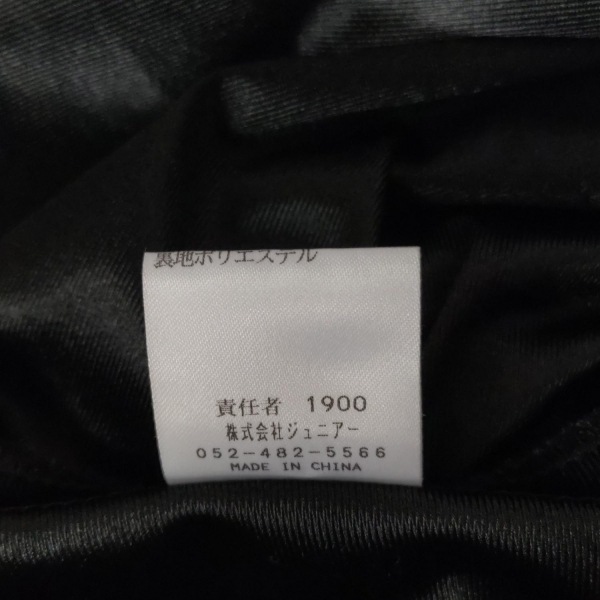 裏地ポリエステル
責任者 1900
株式会社ジュニアー
052-482-5566
MADE IN CHINA